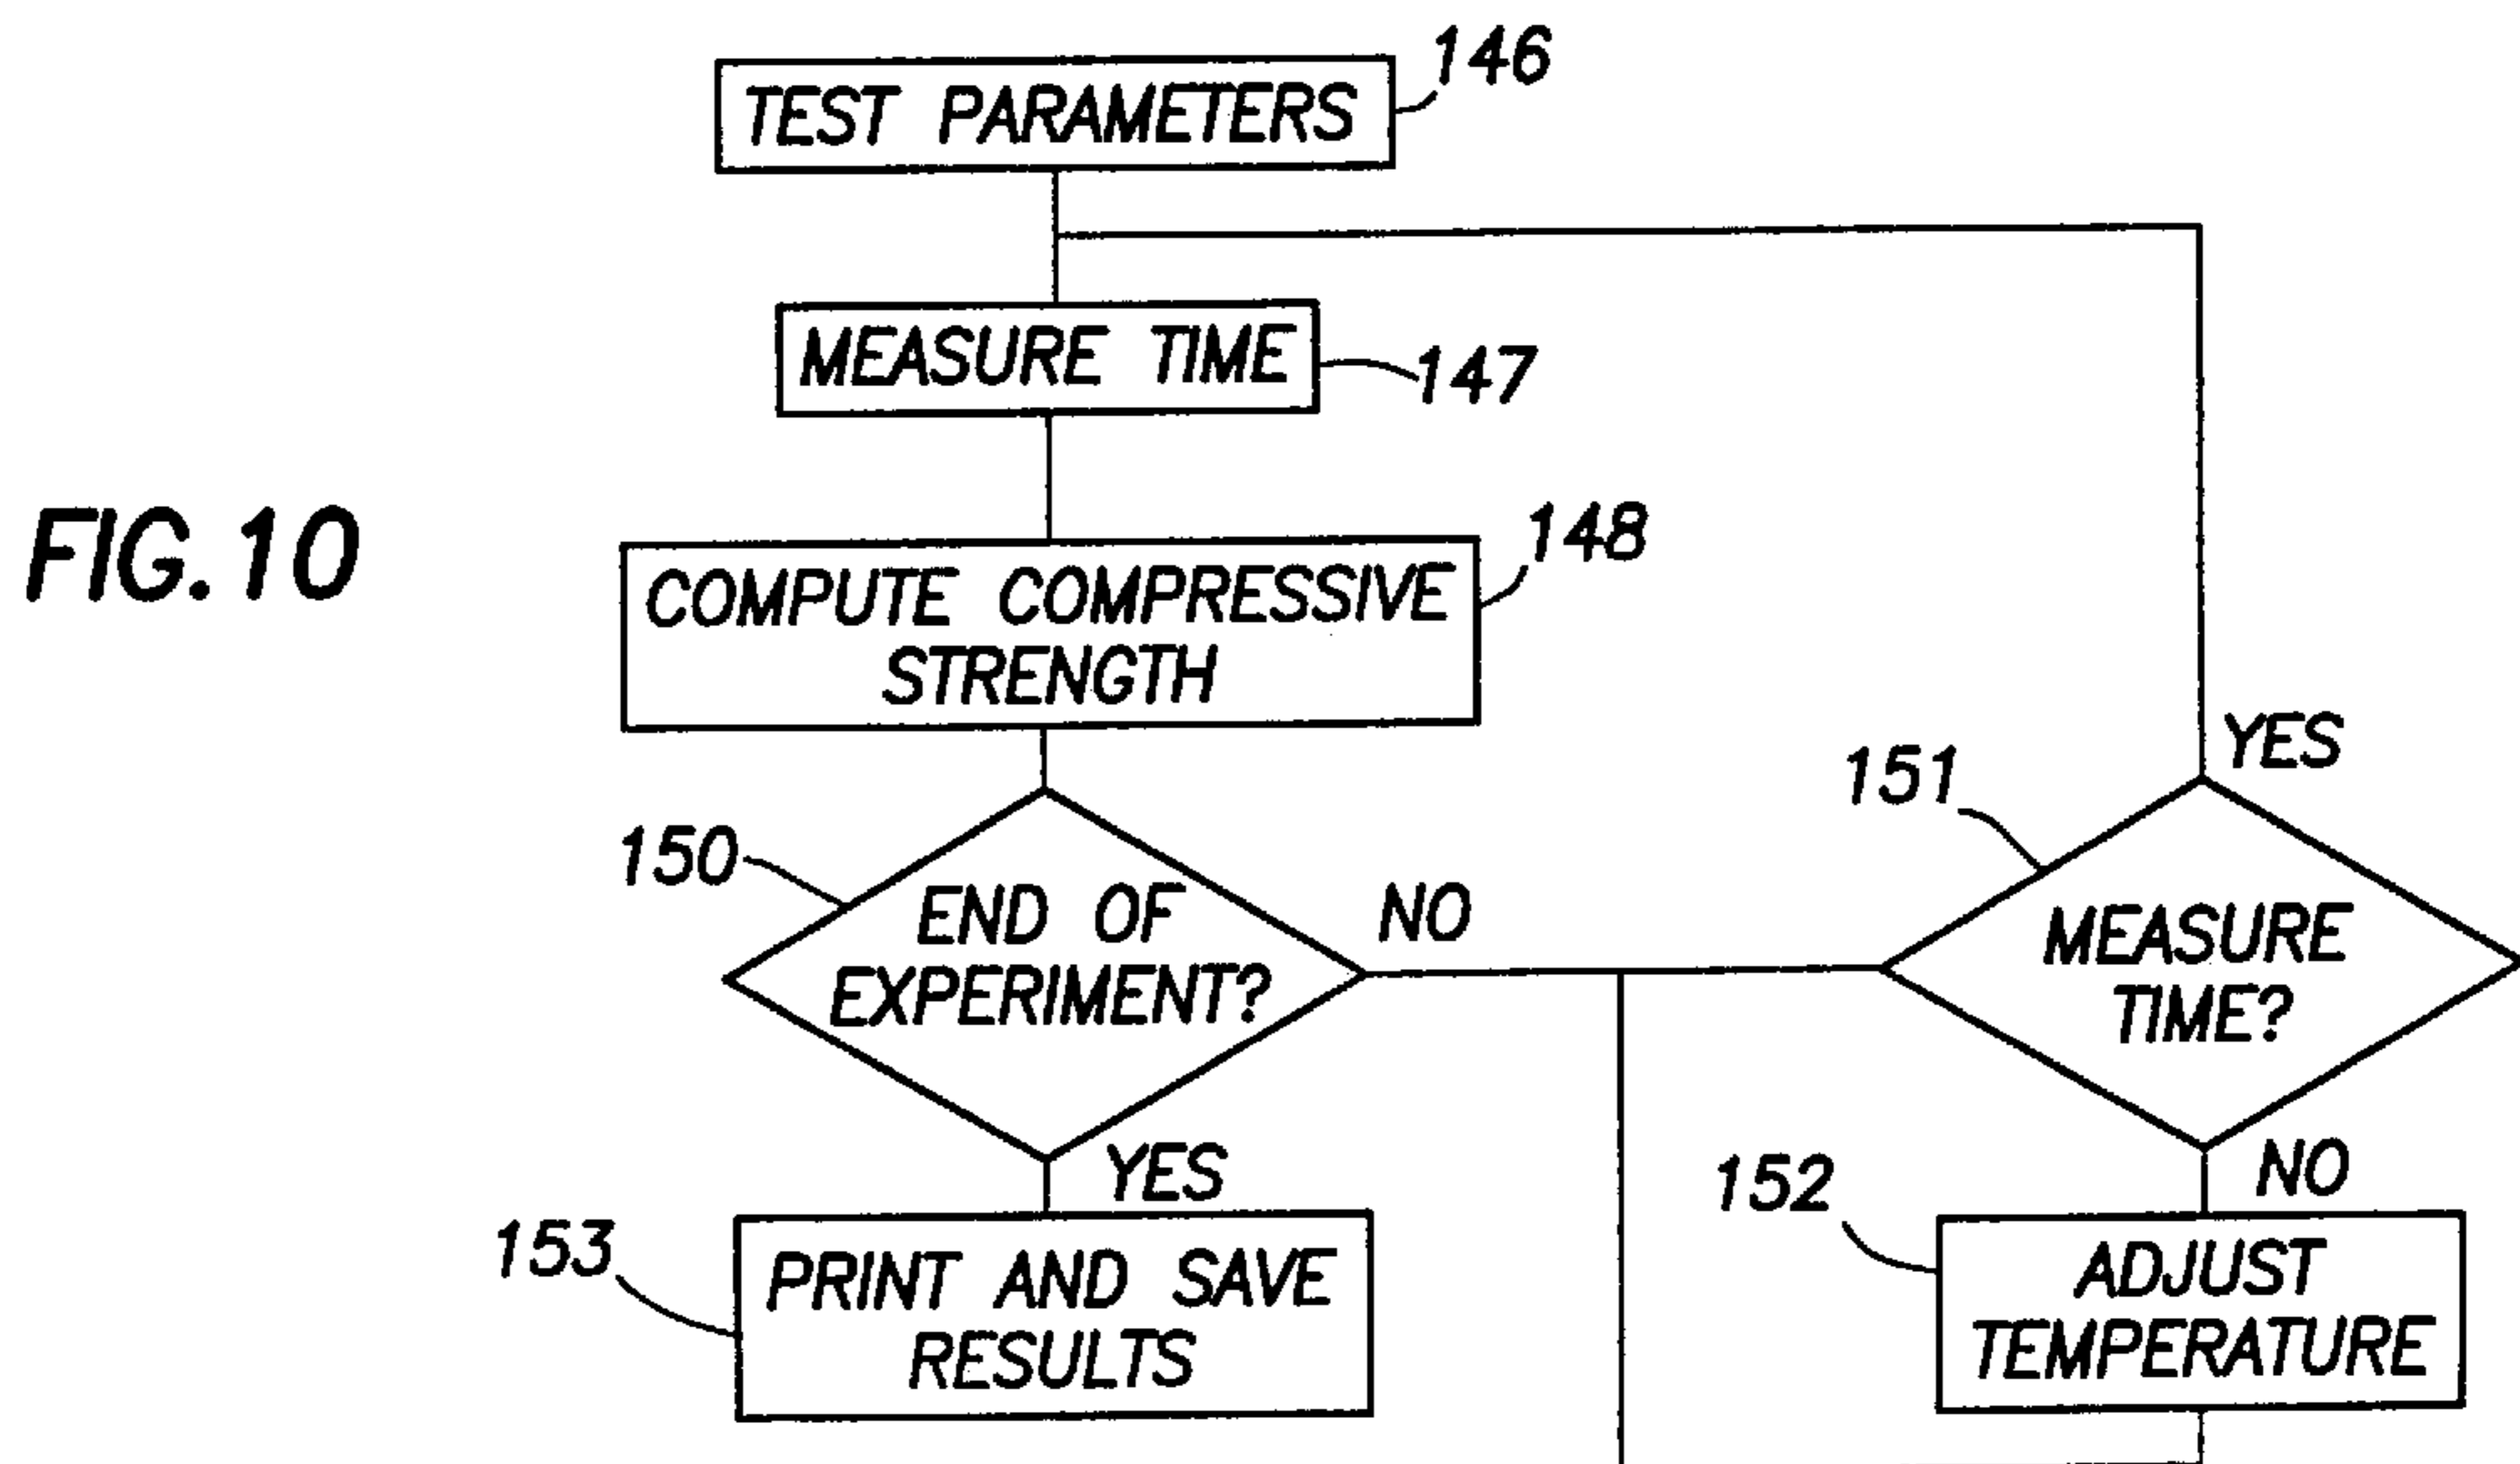 146
TEST PARAMETERS
MEASURE TIME
147
FIG.10
148
COMPUTE COMPRESSIVE
STRENGTH
YES
151
150
END OF
EXPERIMENT?
NO
MEASURE
TIME?
YES
NO
153
PRINT AND SAVE
RESULTS
152
ADJUST
TEMPERATURE